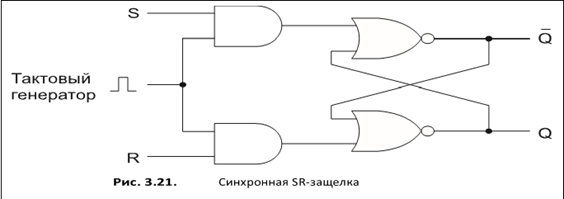 S
Q̅
Тактовый
генератор
Q
R
Рис. 3.21. Синхронная SR-защелка